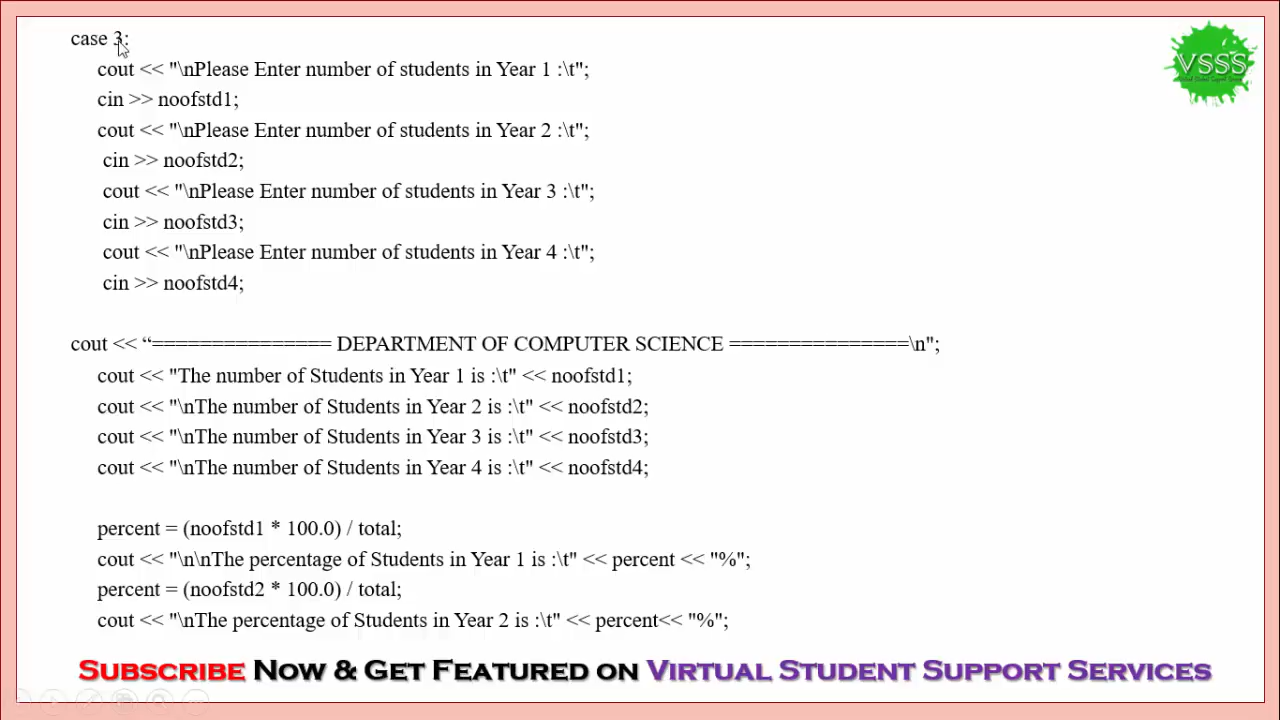 case 3:
cout << "\nPlease Enter number of students in Year 1 :\t";
cin >> noofstd1;
cout << "\nPlease Enter number of students in Year 2 :\t";
cin >> noofstd2;
cout << "\nPlease Enter number of students in Year 3 :\t";
cin >> noofstd3;
cout << "\nPlease Enter number of students in Year 4 :\t";
cin >> noofstd4;
cout << “=============== DEPARTMENT OF COMPUTER SCIENCE ===============\n";
cout << "The number of Students in Year 1 is :\t" << noofstd1;
cout << "\nThe number of Students in Year 2 is :\t" << noofstd2;
cout << "\nThe number of Students in Year 3 is :\t" << noofstd3;
cout << "\nThe number of Students in Year 4 is :\t" << noofstd4;
percent = (noofstd1 * 100.0) / total;
cout << "\n\nThe percentage of Students in Year 1 is :\t" << percent << "%";
percent = (noofstd2 * 100.0) / total;
cout << "\nThe percentage of Students in Year 2 is :\t" << percent<< "%";
VSSS
Subscribe Now & Get Featured on Virtual Student Support Services